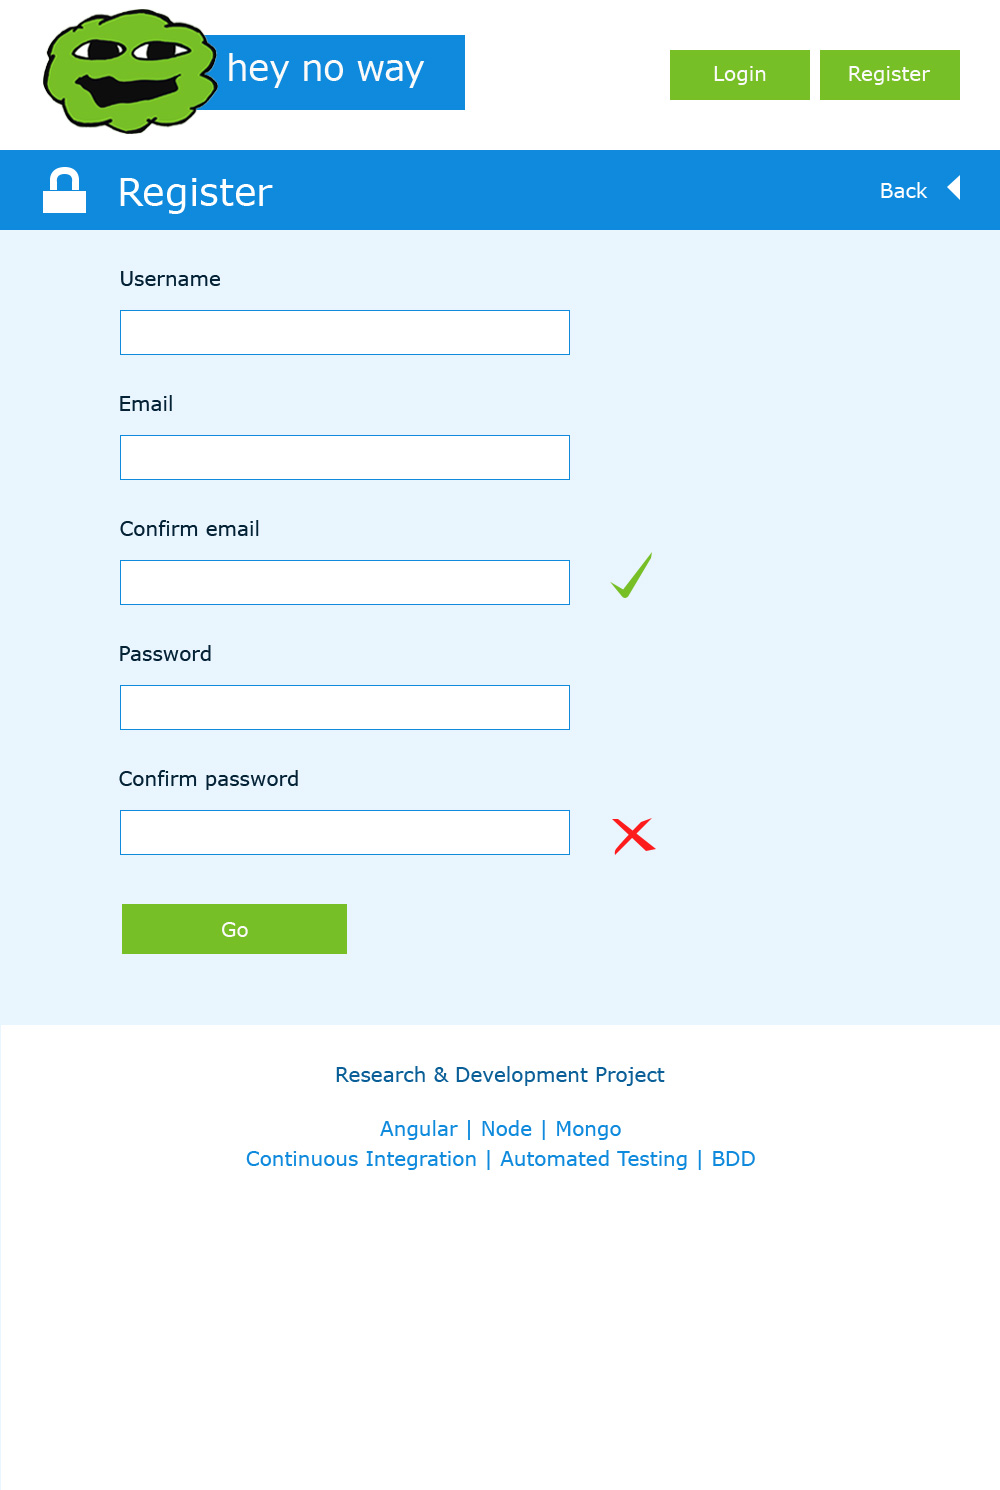 hey no way
Login
Register
Register
Back
Username
Email
Confirm email
Password
Confirm password
Go
Research & Development Project
Angular | Node | Mongo
Continuous Integration | Automated Testing | BDD